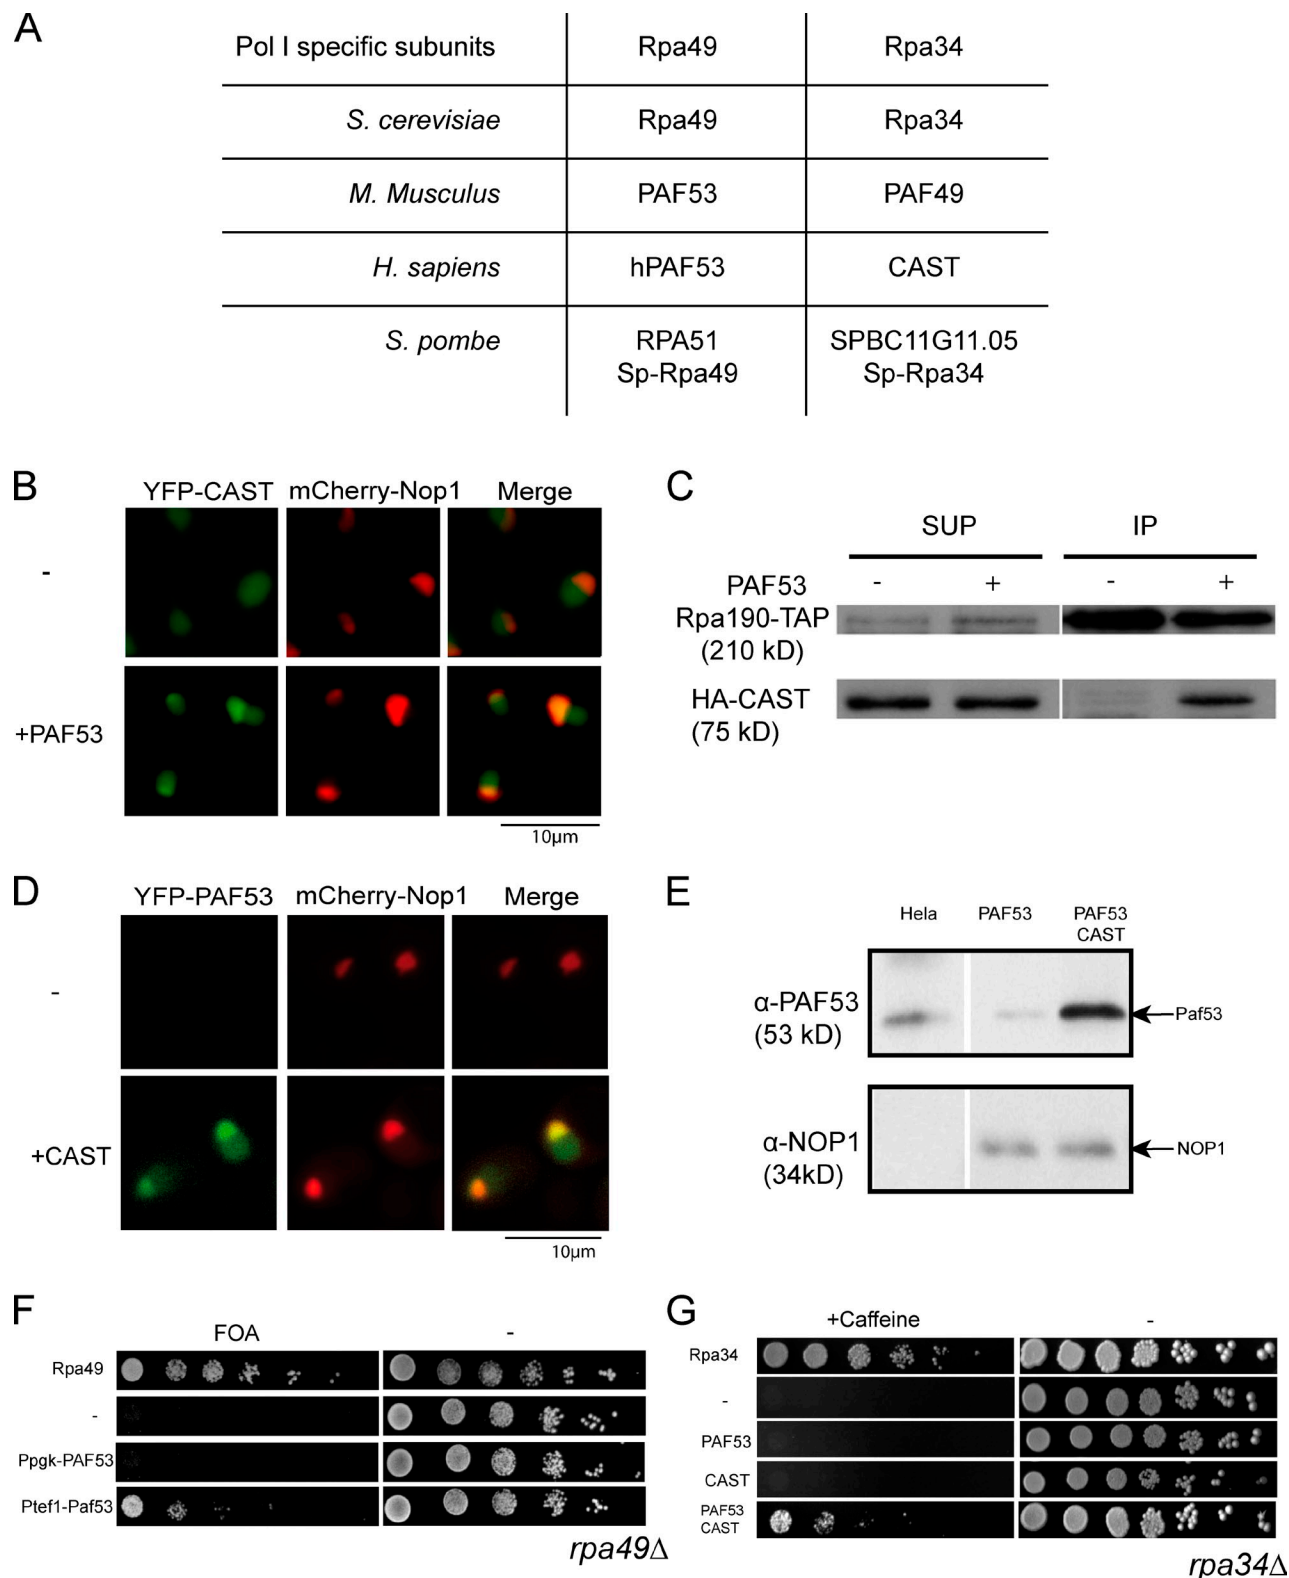 A
Pol I specific subunits Rpa49 Rpa34
S. cerevisiae Rpa49 Rpa34
M. Musculus PAF53 PAF49
H. sapiens hPAF53 CAST
S. pombe RPA51 SPBC11G11.05
Sp-Rpa49 Sp-Rpa34
B
YFP-CAST mCherry-Nop1 Merge
-
+PAF53
10µm
C
SUP IP
PAF53 - + - +
Rpa190-TAP
(210 kD)
HA-CAST
(75 kD)
D
YFP-PAF53 mCherry-Nop1 Merge
-
+CAST
10µm
E
Hela PAF53 PAF53
CAST
α-PAF53
(53 kD)
Paf53
α-NOP1
(34kD)
NOP1
F
FOA -
Rpa49
-
Ppgk-PAF53
Ptef1-Paf53
rpa49Δ
G
+Caffeine -
Rpa34
-
PAF53
CAST
PAF53
CAST
rpa34Δ